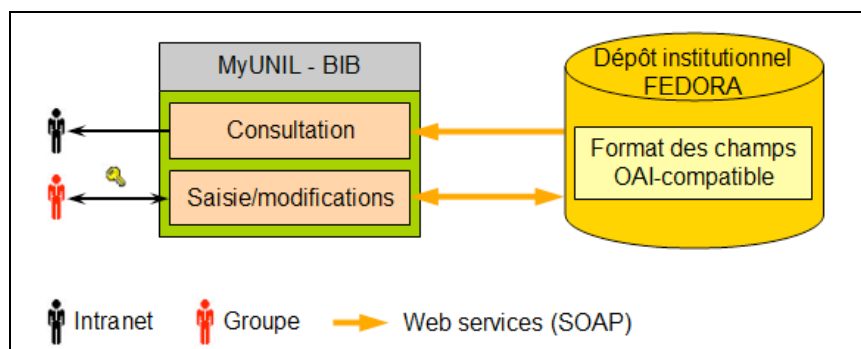 MyUNIL - BIB
Consultation
Saisie/modifications
Dépôt institutionnel
FEDORA
Format des champs
OAI-compatible
Intranet
Groupe
Web services (SOAP)